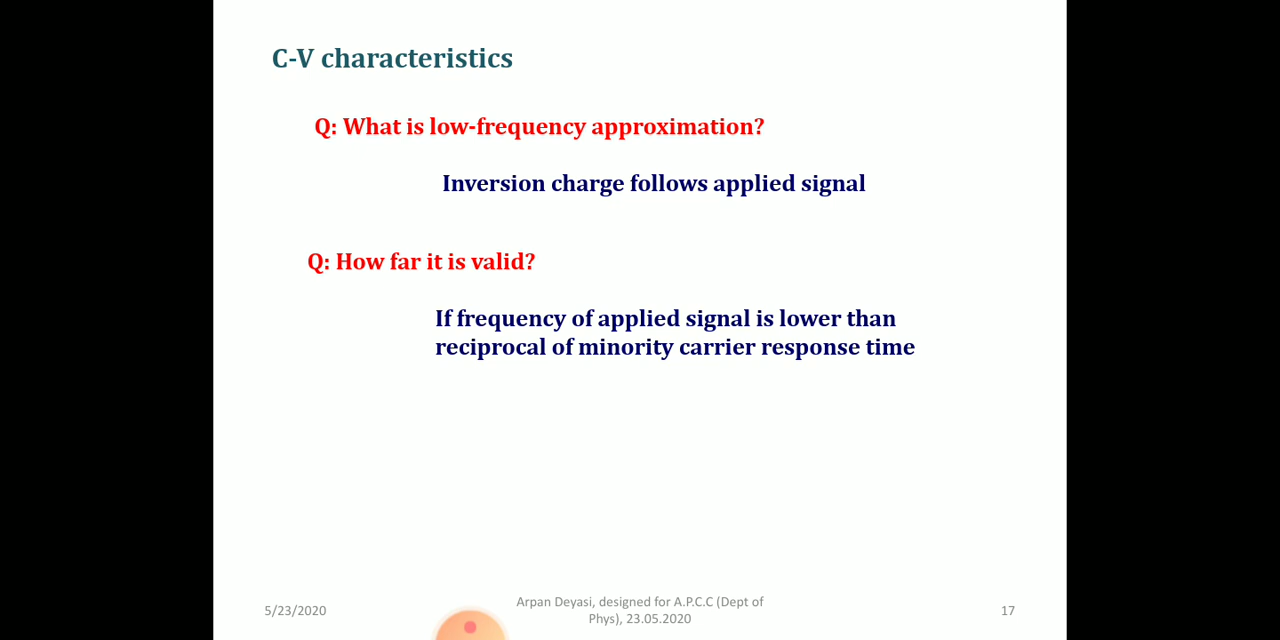 C-V characteristics
Q: What is low-frequency approximation?
Inversion charge follows applied signal
Q: How far it is valid?
If frequency of applied signal is lower than
reciprocal of minority carrier response time
5/23/2020
Arpan Deyasi, designed for A.P.C.C (Dept of
Phys), 23.05.2020
17